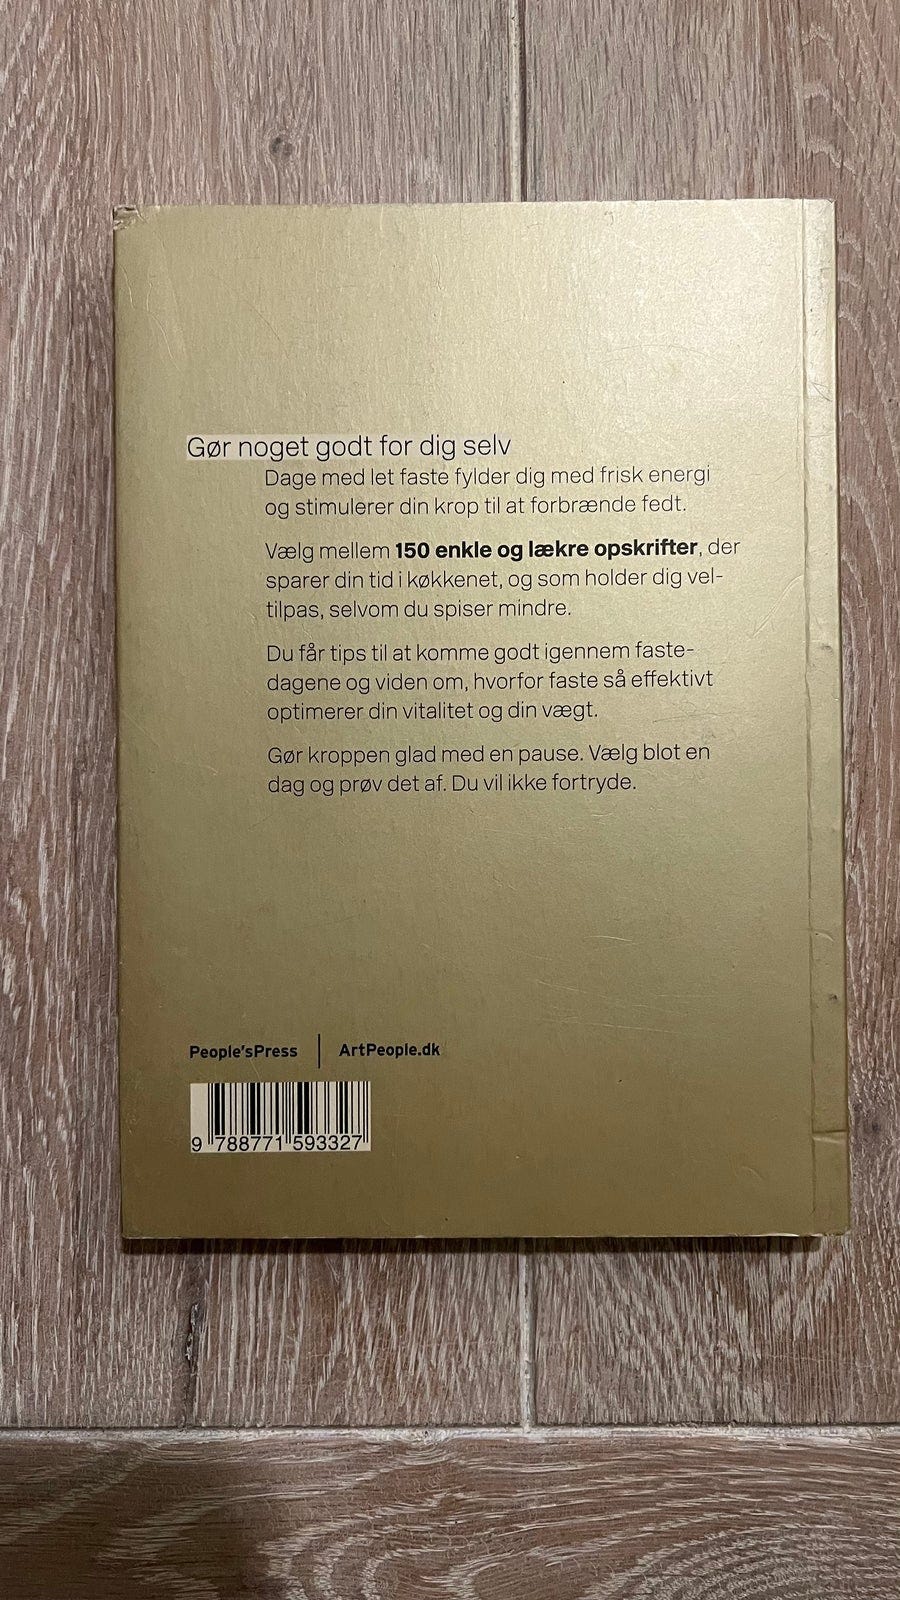 Gør noget godt for dig selv
Dage med let faste fylder dig med frisk energi
og stimulerer din krop til at forbrænde fedt.
Vælg mellem 150 enkle og lækre opskrifter, der
sparer din tid i køkkenet, og som holder dig vel-
tilpas, selvom du spiser mindre.
Du får tips til at komme godt igennem faste-
dagene og viden om, hvorfor faste så effektivt
optimerer din vitalitet og din vægt.
Gør kroppen glad med en pause. Vælg blot en
dag og prøv det af. Du vil ikke fortryde.
People'sPress | ArtPeople.dk
9 788771 593327